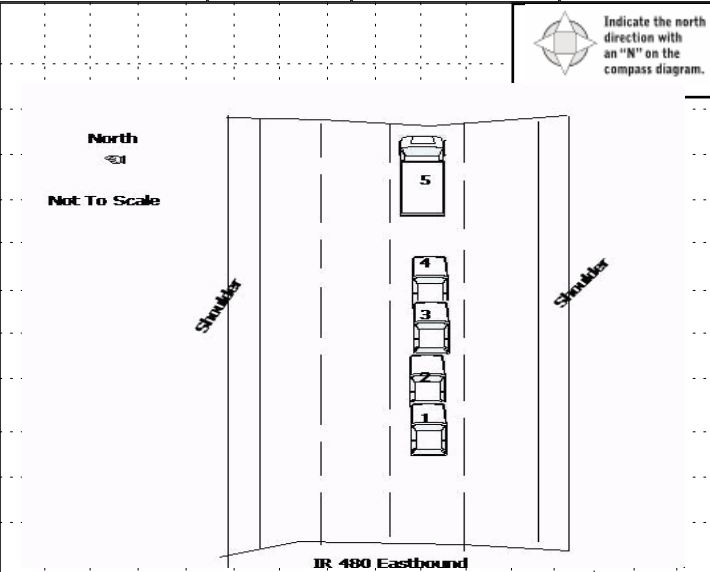 Indicate the north
direction with
an “N” on the
compass diagram.
North
Not To Scale
5
4
Shoulder
Shoulder
3
2
1
IR 480 Eastbound